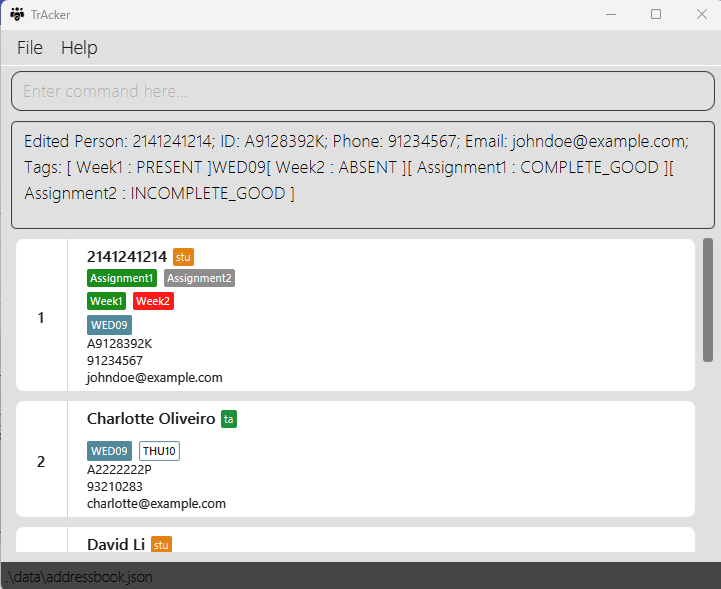 TrAcker
File Help
Enter command here...
Edited Person: 2141241214; ID: A9128392K; Phone: 91234567; Email: johndoe@example.com;
Tags: [ Week1 : PRESENT ]WED09[ Week2 : ABSENT ][ Assignment1 : COMPLETE_GOOD ][
Assignment2 : INCOMPLETE_GOOD ]
2141241214 stu
Assignment1 Assignment2
Week1 Week2
1
WED09
A9128392K
91234567
johndoe@example.com
Charlotte Oliveiro ta
WED09 THU10
2
A2222222P
93210283
charlotte@example.com
David Li stu
.\data\addressbook.json